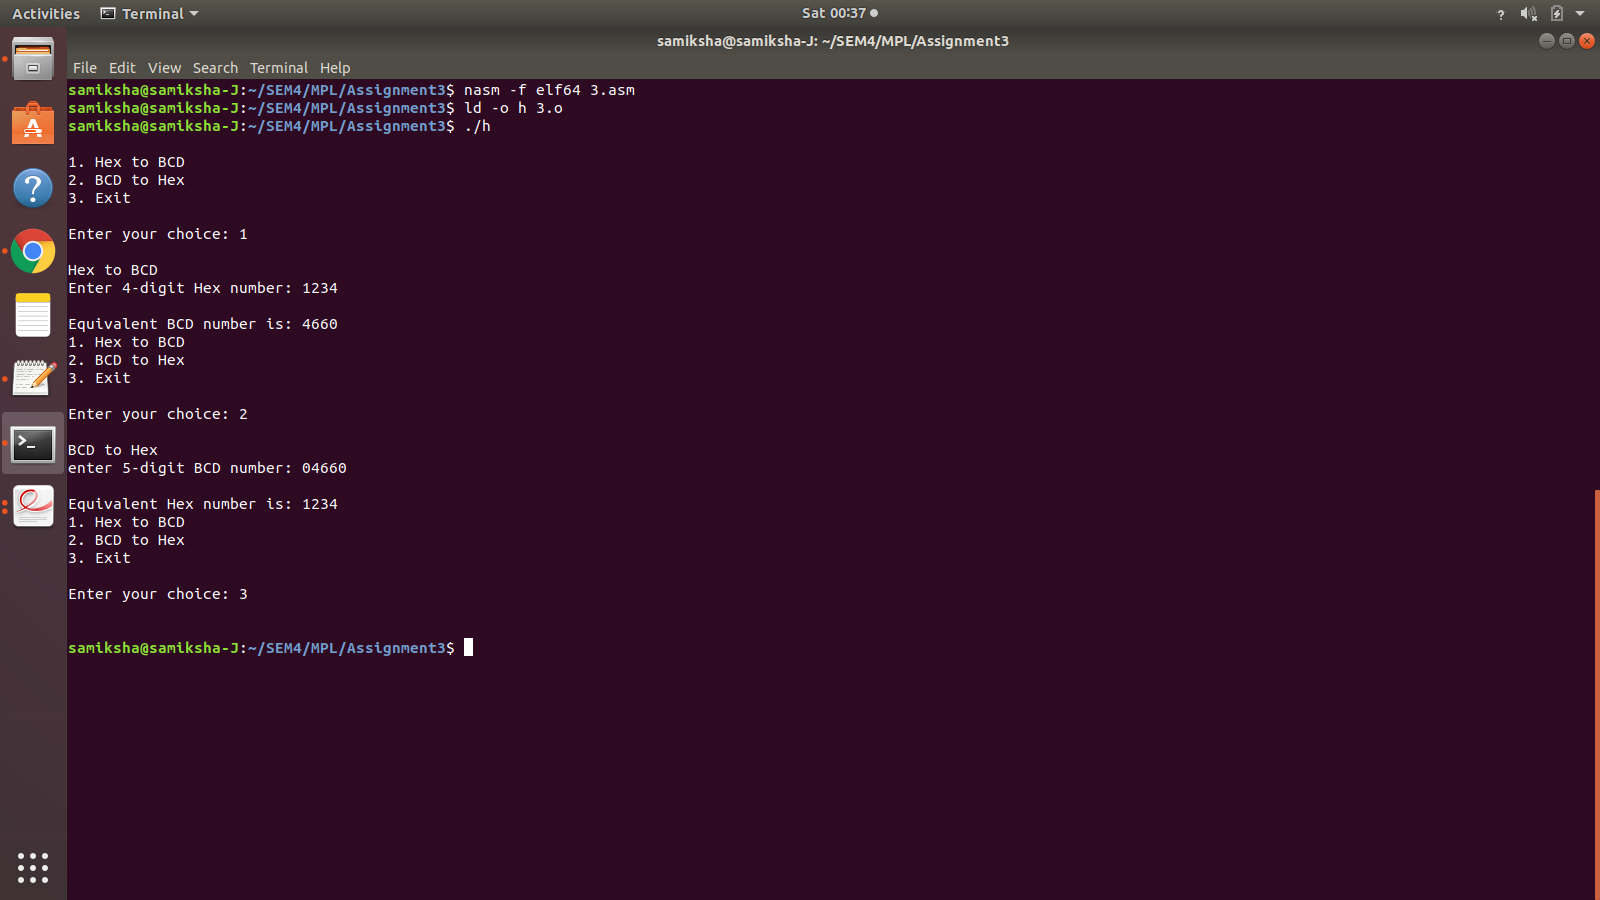 Activities Terminal Sat 00:37
samiksha@samiksha-J: ~/SEM4/MPL/Assignment3
File Edit View Search Terminal Help
samiksha@samiksha-J:~/SEM4/MPL/Assignment3$ nasm -f elf64 3.asm
samiksha@samiksha-J:~/SEM4/MPL/Assignment3$ ld -o h 3.o
samiksha@samiksha-J:~/SEM4/MPL/Assignment3$ ./h
1. Hex to BCD
2. BCD to Hex
3. Exit
Enter your choice: 1
Hex to BCD
Enter 4-digit Hex number: 1234
Equivalent BCD number is: 4660
1. Hex to BCD
2. BCD to Hex
3. Exit
Enter your choice: 2
BCD to Hex
enter 5-digit BCD number: 04660
Equivalent Hex number is: 1234
1. Hex to BCD
2. BCD to Hex
3. Exit
Enter your choice: 3
samiksha@samiksha-J:~/SEM4/MPL/Assignment3$